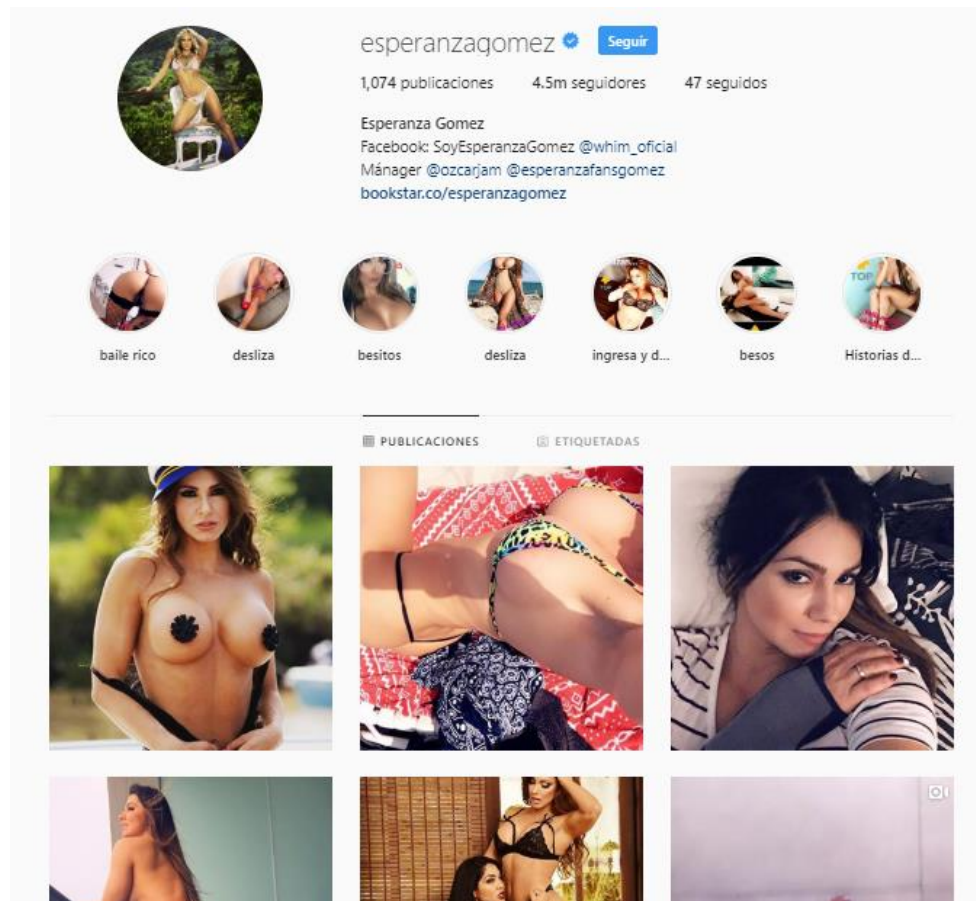 esperanzagomez Seguir
1,074 publicaciones 4.5m seguidores 47 seguidos
Esperanza Gomez
Facebook: SoyEsperanzaGomez @whim_oficial
Mánager @ozcarjam @esperanzafansgomez
bookstar.co/esperanzagomez
TOP
baile rico desliza besitos desliza ingresa y d... besos Historias d...
PUBLICACIONES ETIQUETADAS